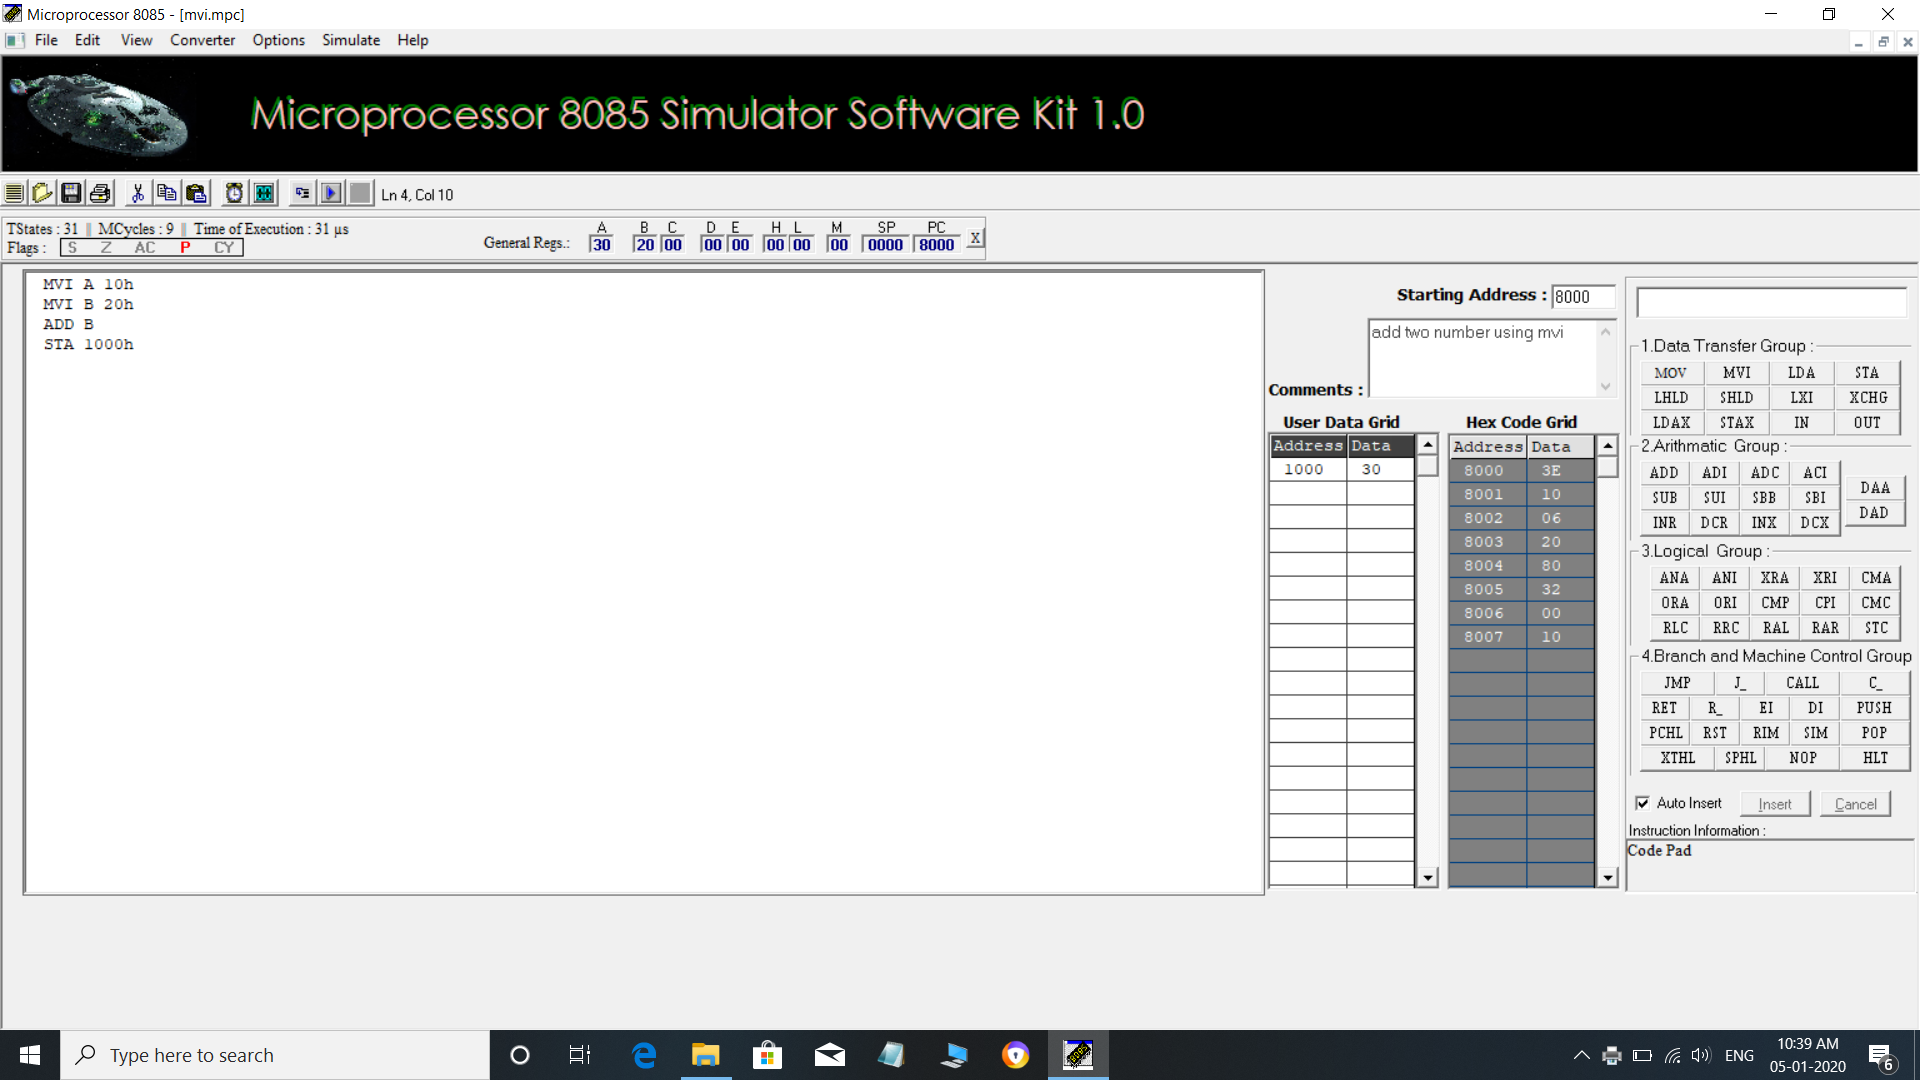 Microprocessor 8085 - [mvi.mpc]
File Edit View Converter Options Simulate Help
Microprocessor 8085 Simulator Software Kit 1.0
Ln 4, Col 10
TStates : 31 || MCycles : 9 || Time of Execution : 31 µs
Flags : S Z AC P CY
General Regs.:
A B C D E H L M SP PC
30 20 00 00 00 00 00 00 0000 8000 X
MVI A 10h
MVI B 20h
ADD B
STA 1000h
Starting Address : 8000
add two number using mvi
Comments :
User Data Grid
Address Data
1000 30
Hex Code Grid
Address Data
8000 3E
8001 10
8002 06
8003 20
8004 80
8005 32
8006 00
8007 10
1.Data Transfer Group :
MOV MVI LDA STA
LHLD SHLD LXI XCHG
LDAX STAX IN OUT
2.Arithmatic Group :
ADD ADI ADC ACI
SUB SUI SBB SBI
INR DCR INX DCX
DAA
DAD
3.Logical Group :
ANA ANI XRA XRI CMA
ORA ORI CMP CPI CMC
RLC RRC RAL RAR STC
4.Branch and Machine Control Group
JMP J_ CALL C_
RET R_ EI DI PUSH
PCHL RST RIM SIM POP
XTHL SPHL NOP HLT
Auto Insert Insert Cancel
Instruction Information :
Code Pad
Type here to search
ENG
10:39 AM
05-01-2020
6